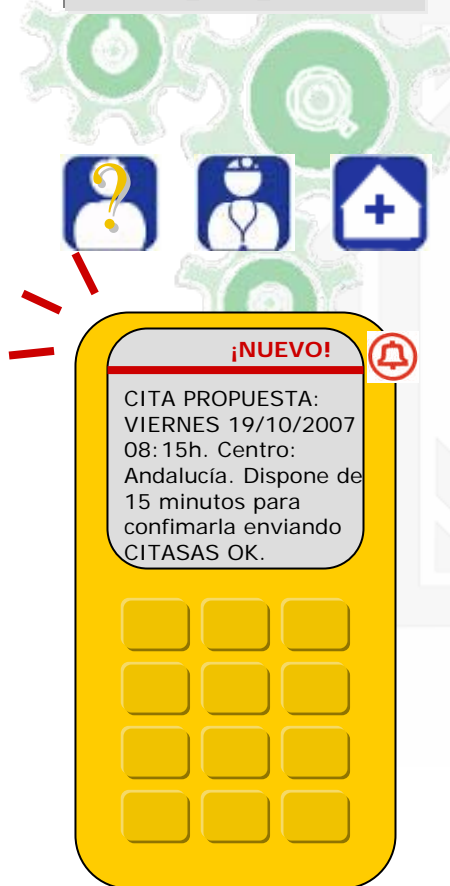 ?
¡NUEVO!
CITA PROPUESTA:
VIERNES 19/10/2007
08:15h. Centro:
Andalucía. Dispone de
15 minutos para
confimarla enviando
CITASAS OK.